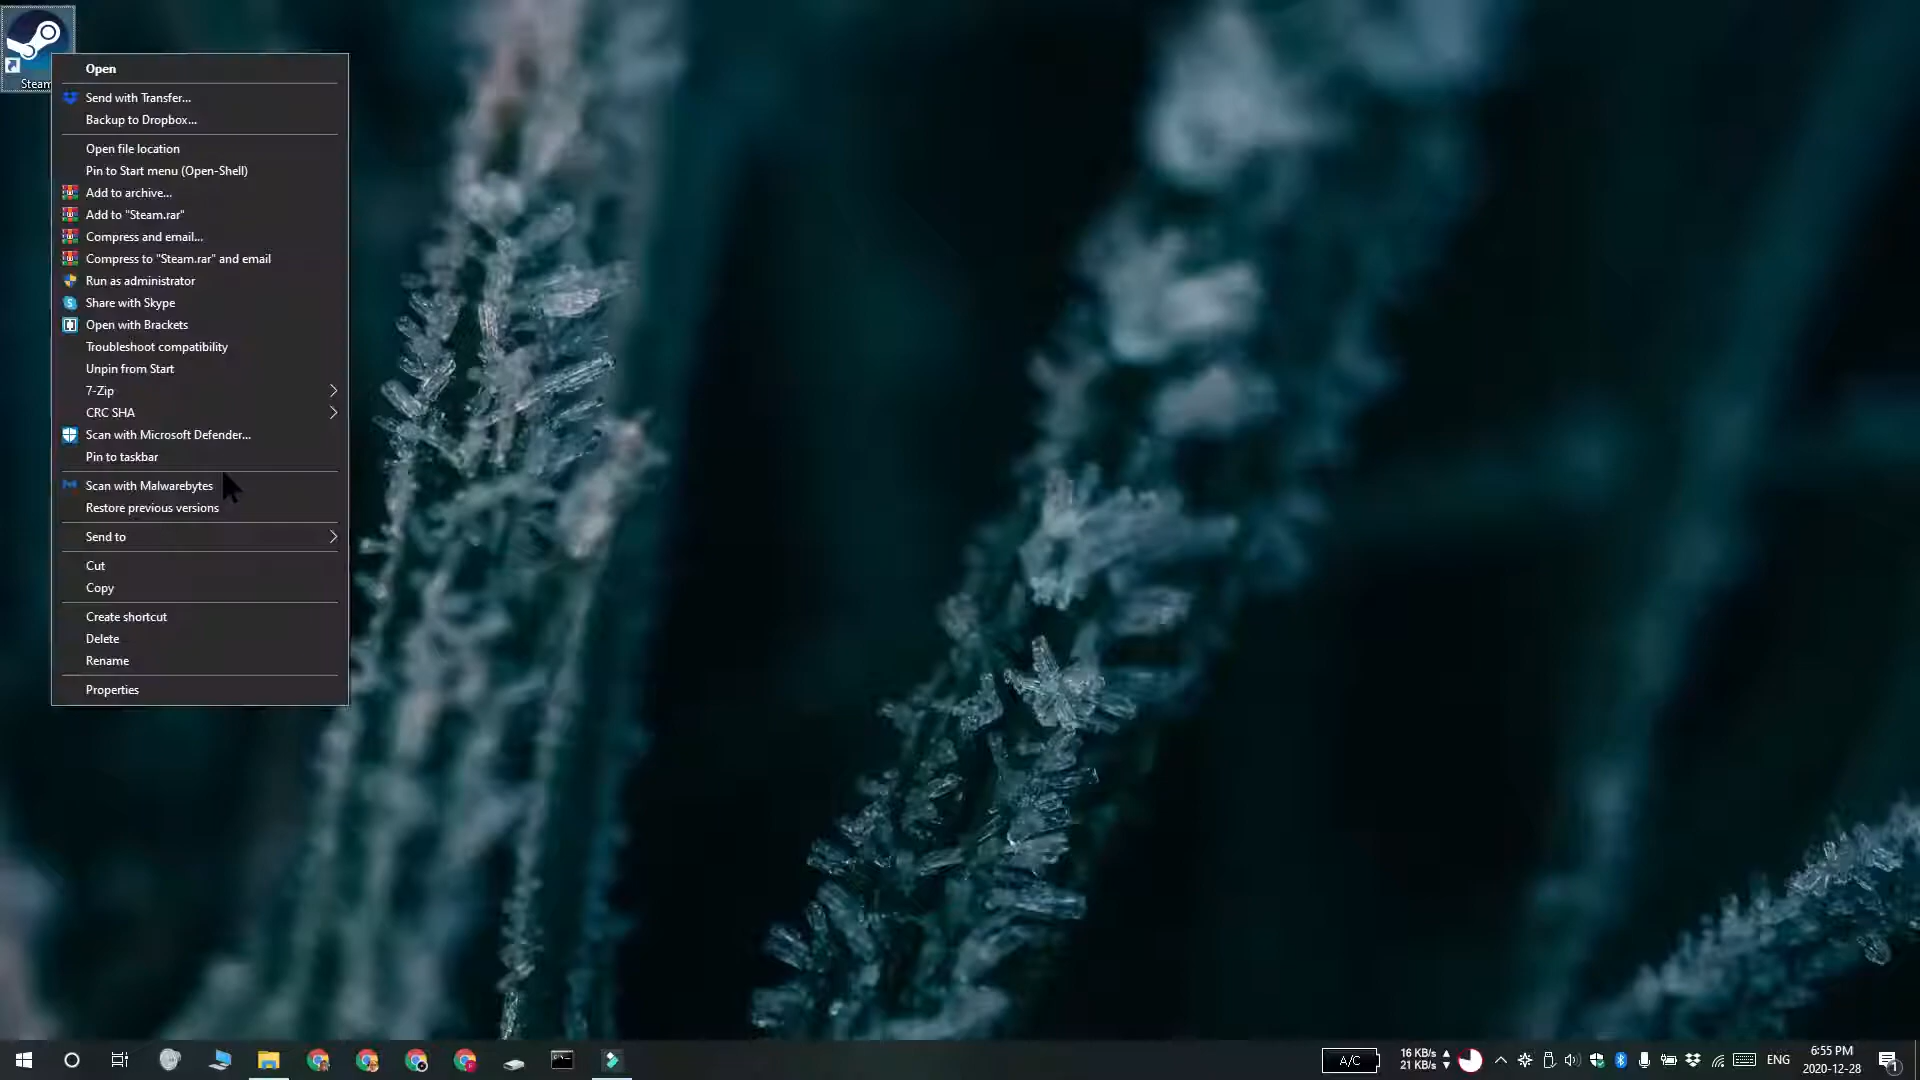 Steam
Open
Send with Transfer...
Backup to Dropbox...
Open file location
Pin to Start menu (Open-Shell)
Add to archive...
Add to "Steam.rar"
Compress and email...
Compress to "Steam.rar" and email
Run as administrator
Share with Skype
Open with Brackets
Troubleshoot compatibility
Unpin from Start
7-Zip
CRC SHA
Scan with Microsoft Defender...
Pin to taskbar
Scan with Malwarebytes
Restore previous versions
Send to
Cut
Copy
Create shortcut
Delete
Rename
Properties
A/C
16 KB/s
21 KB/s
ENG
6:55 PM
2020-12-28
1